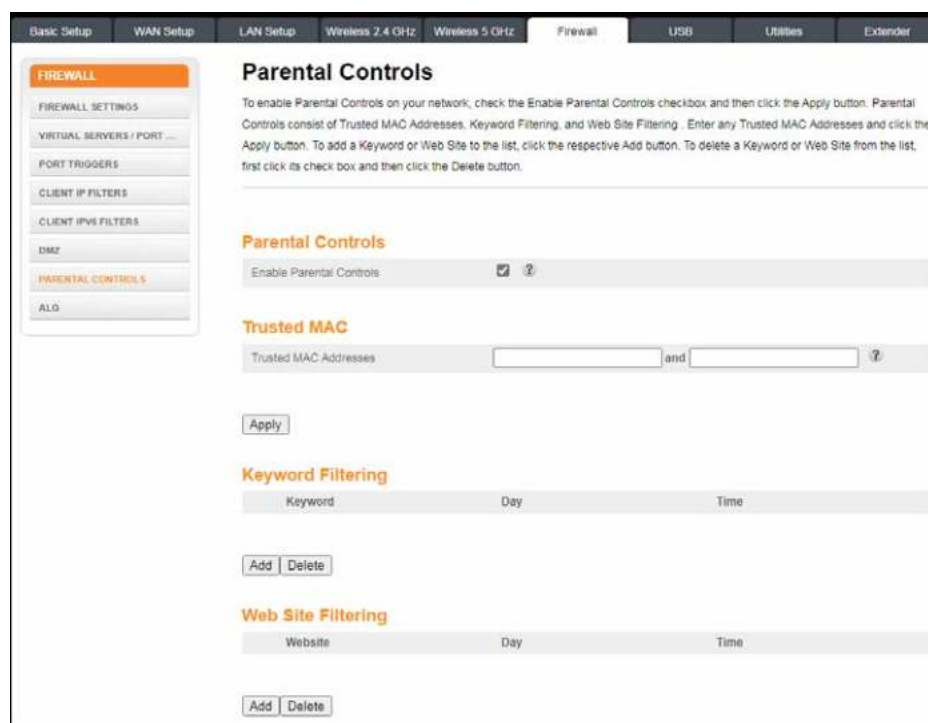 Basic Setup WAN Setup LAN Setup Wireless 2.4 GHz Wireless 5 GHz Firewall USB Utilities Extender
FIREWALL
FIREWALL SETTINGS
VIRTUAL SERVERS / PORT ...
PORT TRIGGERS
CLIENT IP FILTERS
CLIENT IPV6 FILTERS
DMZ
PARENTAL CONTROLS
ALG
Parental Controls
To enable Parental Controls on your network, check the Enable Parental Controls checkbox and then click the Apply button. Parental
Controls consist of Trusted MAC Addresses, Keyword Filtering, and Web Site Filtering . Enter any Trusted MAC Addresses and click the
Apply button. To add a Keyword or Web Site to the list, click the respective Add button. To delete a Keyword or Web Site from the list,
first click its check box and then click the Delete button.
Parental Controls
Enable Parental Controls ?
Trusted MAC
Trusted MAC Addresses and ?
Apply
Keyword Filtering
Keyword Day Time
Add Delete
Web Site Filtering
Website Day Time
Add Delete